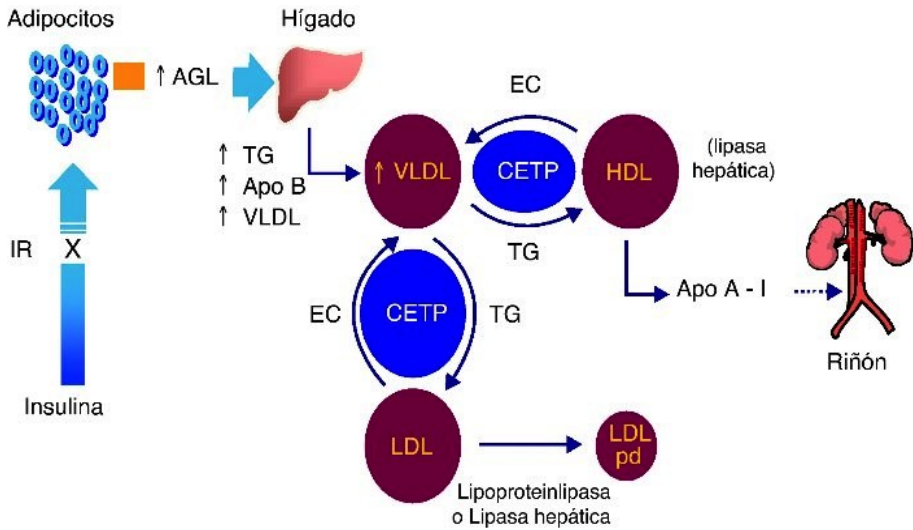 Adipocitos
Hígado
↑ AGL
↑ TG
↑ Apo B
↑ VLDL
↑ VLDL
EC
CETP
TG
HDL
(lipasa
hepática)
IR
X
Insulina
EC
CETP
TG
Apo A - I
Riñón
LDL
LDL
pd
Lipoproteinlipasa
o Lipasa hepática